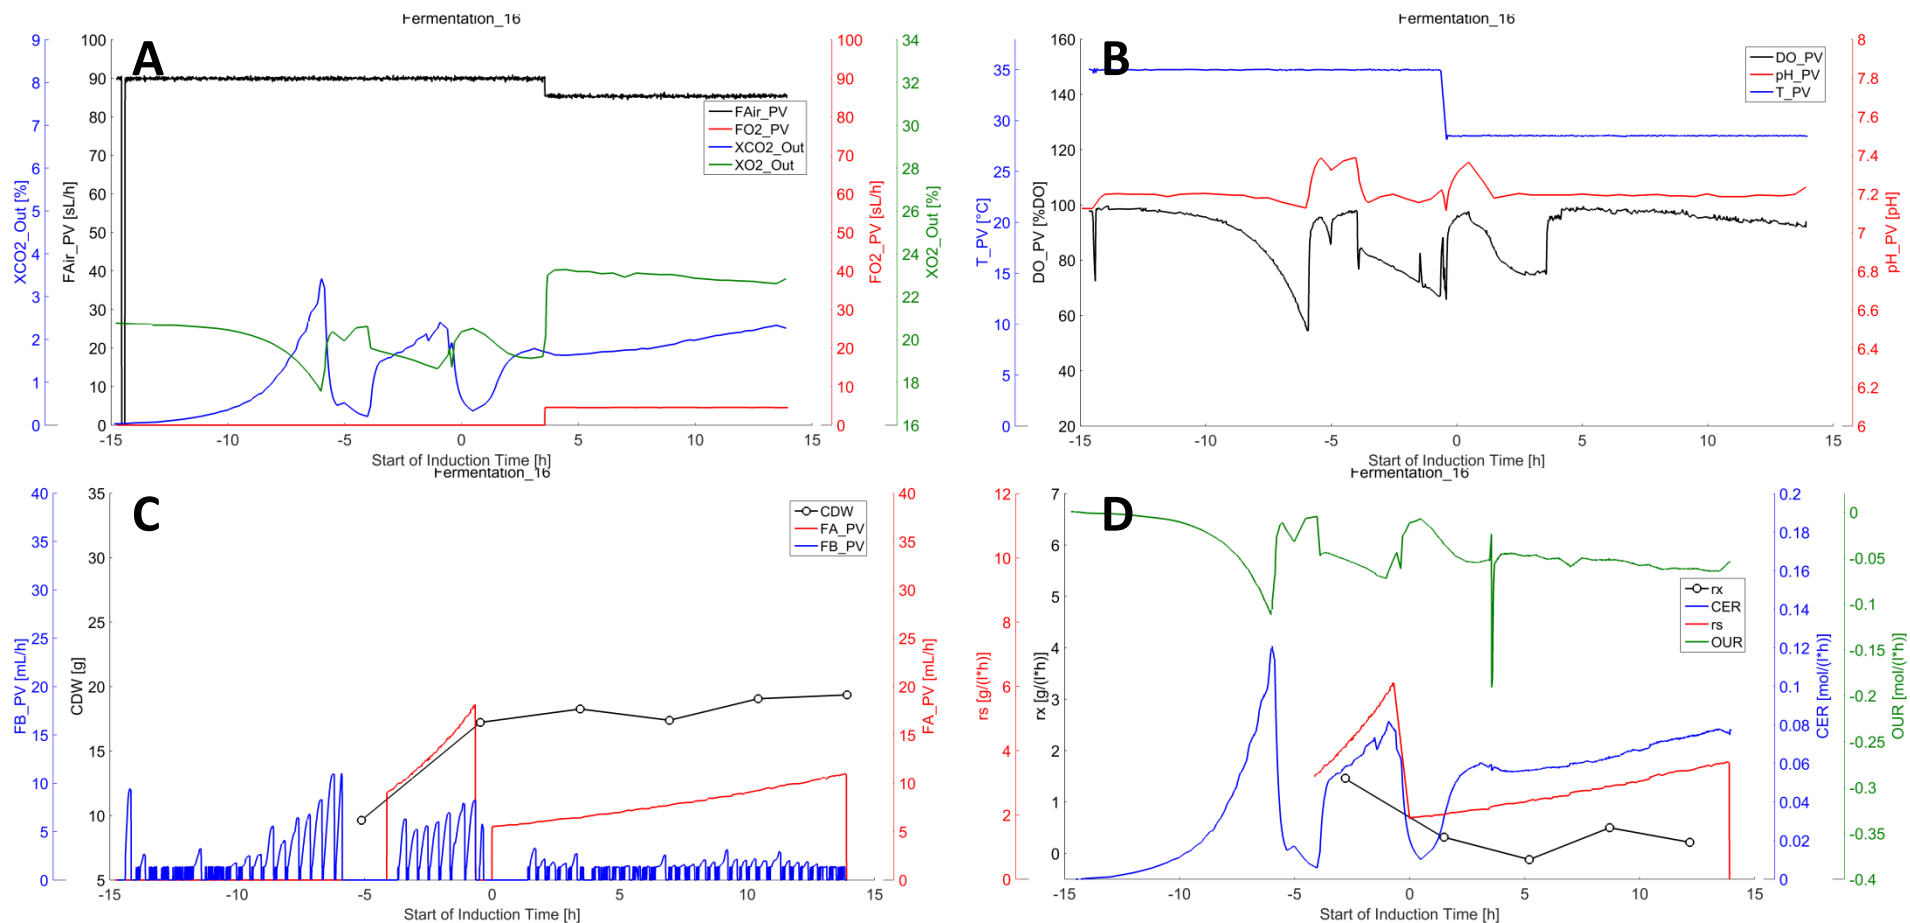 Fermentation_16
A
9
8
7
6
5
4
3
2
1
0
XCO2_Out [%]
100
90
80
70
60
50
40
30
20
10
0
FAir_PV [sL/h]
FAir_PV
FO2_PV
XCO2_Out
XO2_Out
100
90
80
70
60
50
40
30
20
10
0
FO2_PV [sL/h]
34
32
30
28
26
24
22
20
18
16
XO2_Out [%]
-15 -10 -5 0 5 10 15
Start of Induction Time [h]
Fermentation_16
B
35
30
25
20
15
10
5
0
T_PV [°C]
160
140
120
100
80
60
40
20
DO_PV [%DO]
DO_PV
pH_PV
T_PV
8
7.8
7.6
7.4
7.2
7
6.8
6.6
6.4
6.2
6
pH_PV [pH]
-15 -10 -5 0 5 10 15
Start of Induction Time [h]
Fermentation_16
C
40
35
30
25
20
15
10
5
0
FB_PV [mL/h]
35
30
25
20
15
10
5
CDW [g]
CDW
FA_PV
FB_PV
40
35
30
25
20
15
10
5
0
FA_PV [mL/h]
-15 -10 -5 0 5 10 15
Start of Induction Time [h]
Fermentation_16
D
12
10
8
6
4
2
0
rs [g/(l*h)]
7
6
5
4
3
2
1
0
rx [g/(l*h)]
rx
CER
rs
OUR
0.2
0.18
0.16
0.14
0.12
0.1
0.08
0.06
0.04
0.02
0
CER [mol/(l*h)]
0
-0.05
-0.1
-0.15
-0.2
-0.25
-0.3
-0.35
-0.4
OUR [mol/(l*h)]
-15 -10 -5 0 5 10 15
Start of Induction Time [h]